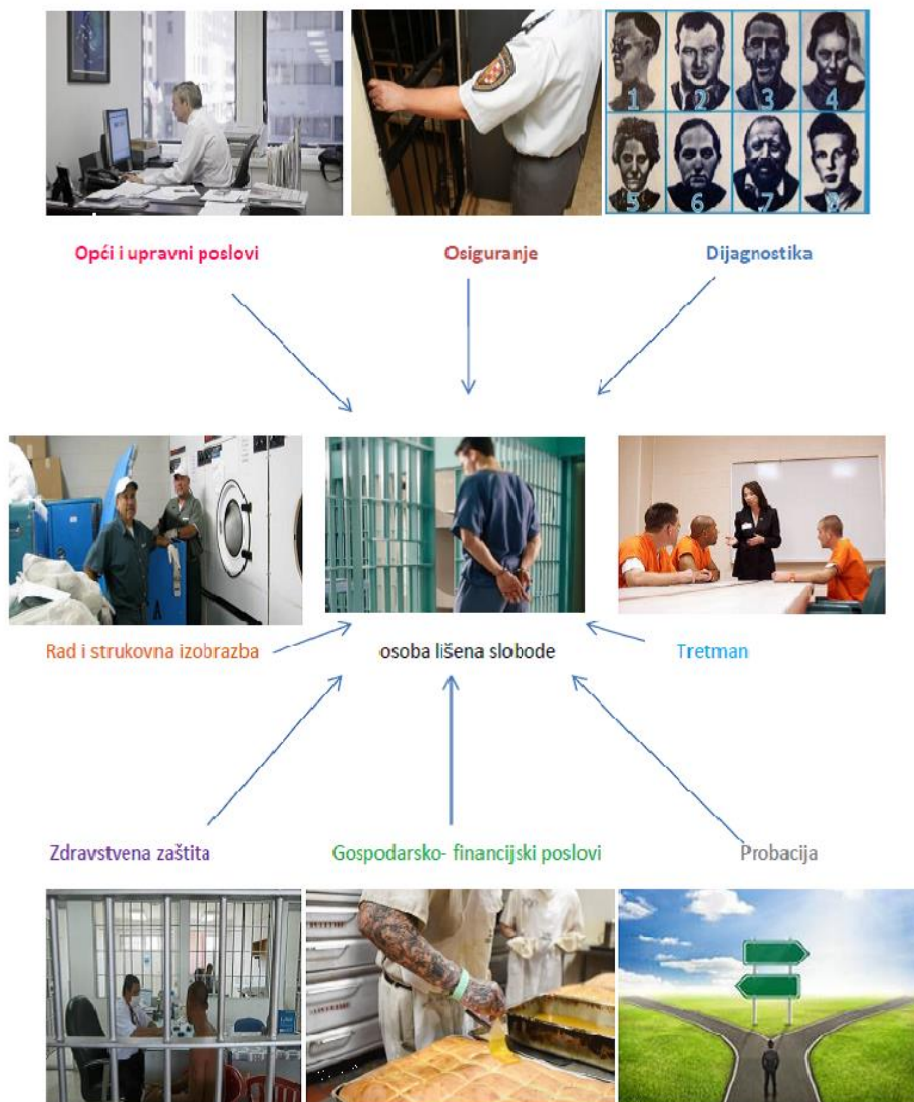 1 2 3 4
5 6 7 8
Opći i upravni poslovi
Osiguranje
Dijagnostika
A
Rad i strukovna izobrazba
osoba lišena slobode
Tretman
Zdravstvena zaštita
Gospodarsko- financijski poslovi
Probacija